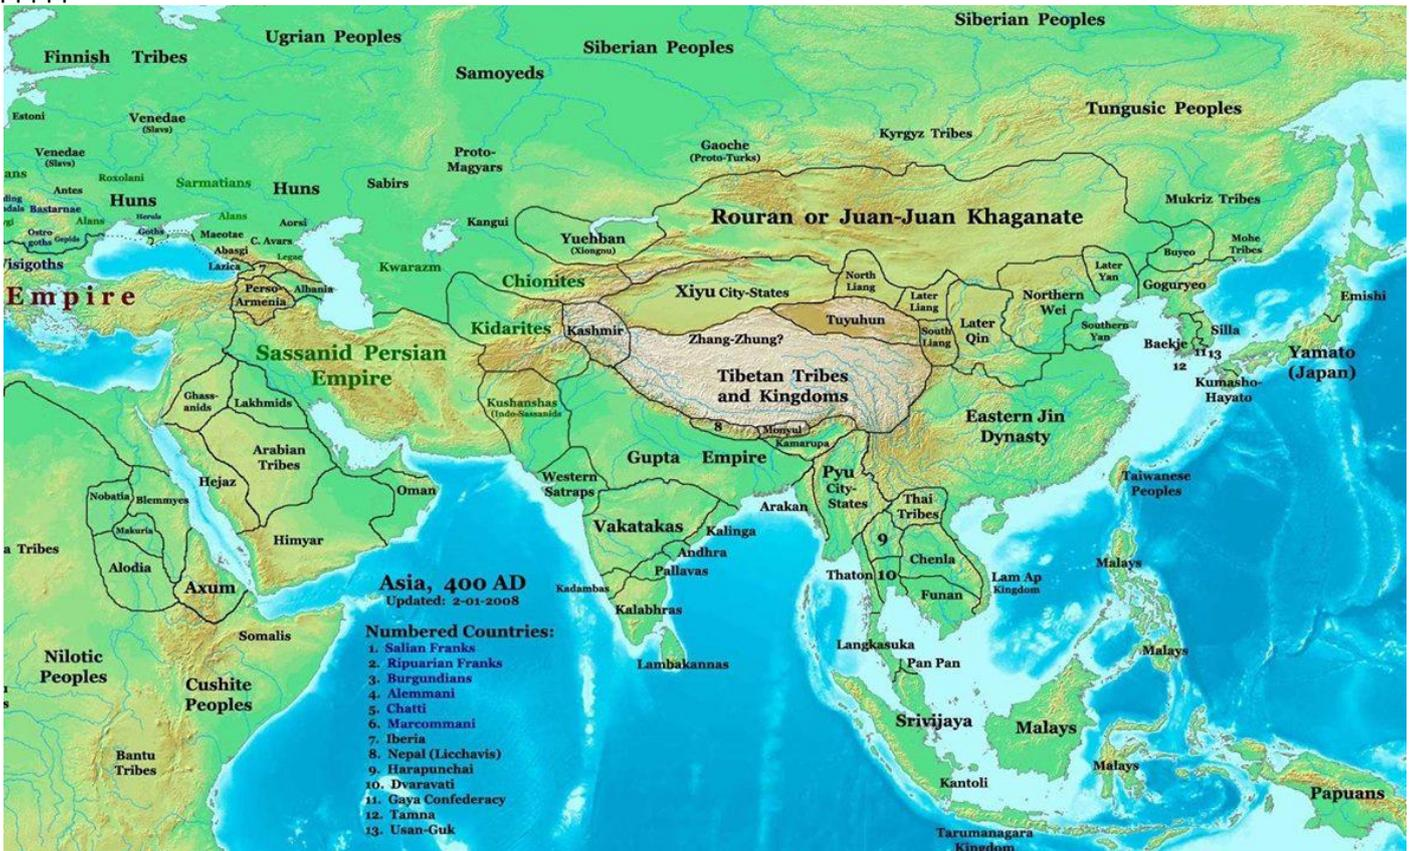 Siberian Peoples
Ugrian Peoples
Siberian Peoples
Finnish Tribes
Samoyeds
Tungusic Peoples
Estoni
Venedae
(Slavs)
Kyrgyz Tribes
Gaoche
(Proto-Turks)
Venedae
(Slavs)
Proto-
Magyars
ans
Roxolani
Sarmatians
Huns
Sabirs
Antes
Huns
Mukriz Tribes
Bastarnae
Rouran or Juan-Juan Khaganate
Alans
Heruls
Alans
Aorsi
Kangui
Ostro
goths
Gepids
Goths
Maeotae
C. Avars
Yuehban
(Xiongnu)
Mohe
Tribes
Abasgi
Legae
Buyeo
Visigoths
Lazica
7
Kwarazm
Later
Yan
Chionites
North
Liang
Goguryeo
Empire
Perso-
Armenia
Albania
Xiyu City-States
Later
Liang
Northern
Wei
Emishi
Kidarites
Kashmir
Tuyuhun
South
Liang
Later
Qin
Southern
Yan
Silla
Zhang-Zhung?
Baekje
11
13
12
Yamato
(Japan)
Sassanid Persian
Empire
Tibetan Tribes
and Kingdoms
Kumasho-
Hayato
Ghass-
anids
Lakhmids
Kushanshas
(Indo-Sassanids)
Eastern Jin
Dynasty
8
Monyul
Kamarupa
Arabian
Tribes
Gupta Empire
Hejaz
Oman
Western
Satraps
Pyu
City-
States
Taiwanese
Peoples
Nobatia
Blemmyes
Arakan
Thai
Tribes
Makuria
Vakatakas
Kalinga
9
a Tribes
Himyar
Andhra
Chenla
Malays
Alodia
Pallavas
Thaton
10
Lam Ap
Kingdom
Axum
Asia, 400 AD
Updated: 2-01-2008
Kadambas
Funan
Kalabhras
Somalis
Numbered Countries:
1. Salian Franks
2. Ripuarian Franks
3. Burgundians
4. Alemmani
5. Chatti
6. Marcommani
7. Iberia
8. Nepal (Licchavis)
9. Harapunchai
10. Dvaravati
11. Gaya Confederacy
12. Tamna
13. Usan-Guk
Langkasuka
Malays
Nilotic
Peoples
Lambakannas
Pan Pan
Cushite
Peoples
Srivijaya
Malays
Bantu
Tribes
Malays
Kantoli
Papuans
Tarumanagara
Kingdom